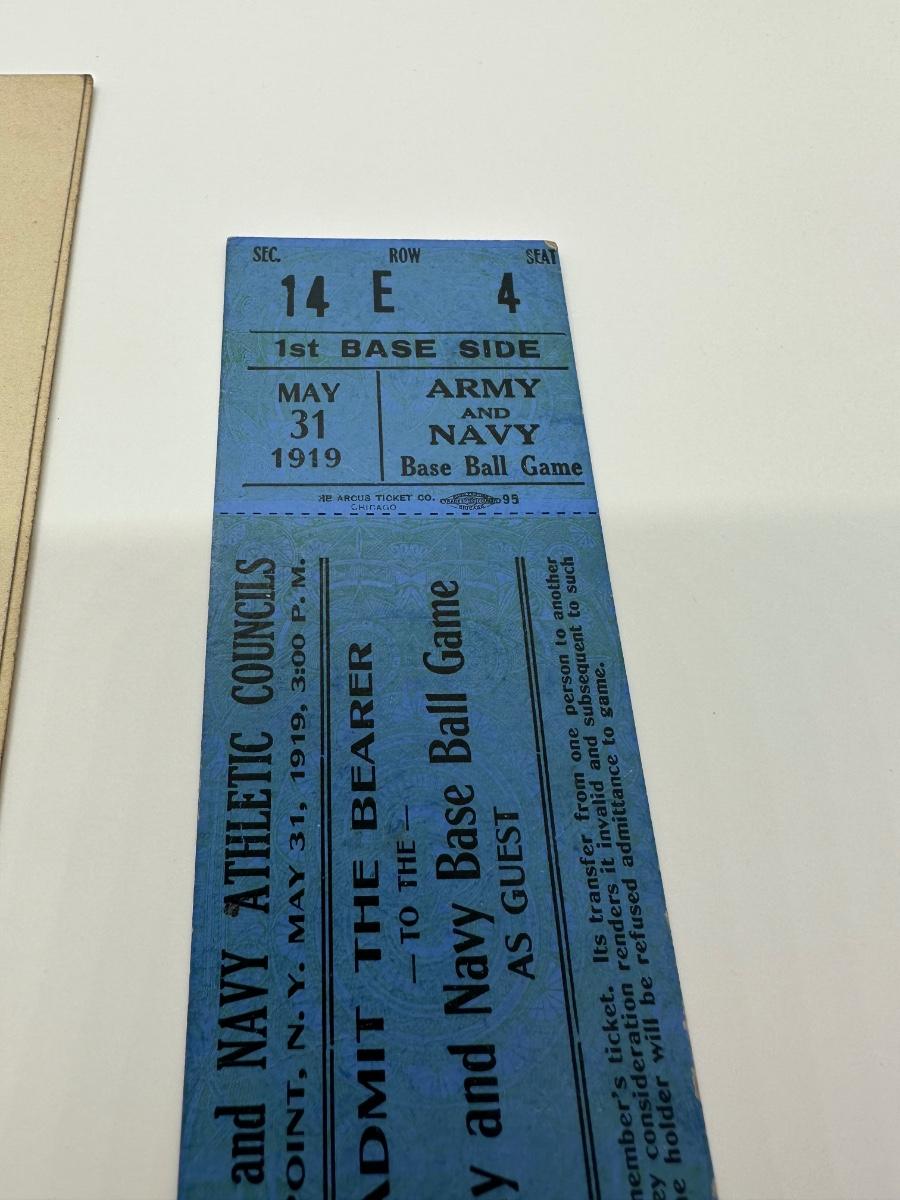 SEC. ROW SEAT
14 E 4
1st BASE SIDE
MAY
31
1919
ARMY
AND
NAVY
Base Ball Game
HE ARCUS TICKET CO. 95
CHICAGO
and NAVY ATHLETIC COUNCILS
POINT, N. Y. MAY 31, 1919, 3:00 P. M.
ADMIT THE BEARER
— TO THE —
y and Navy Base Ball Game
AS GUEST
member's ticket. Its transfer from one person to another
ey consideration renders it invalid and subsequent to such
e holder will be refused admittance to game.